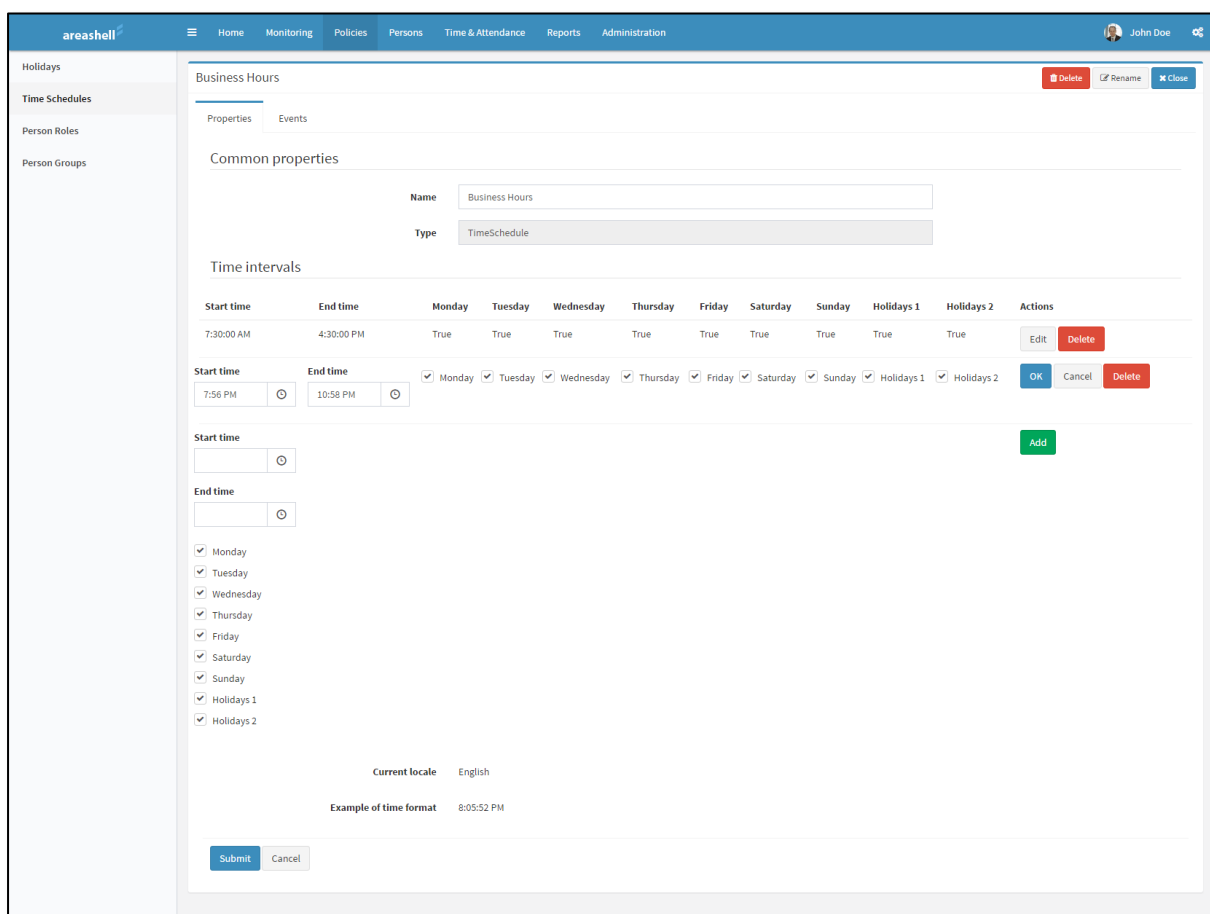 areashell
Home Monitoring Policies Persons Time & Attendance Reports Administration John Doe
Holidays
Time Schedules
Person Roles
Person Groups
Business Hours Delete Rename Close
Properties Events
Common properties
Name Business Hours
Type TimeSchedule
Time intervals
Start time End time Monday Tuesday Wednesday Thursday Friday Saturday Sunday Holidays 1 Holidays 2 Actions
7:30:00 AM 4:30:00 PM True True True True True True True True True Edit Delete
Start time End time Monday Tuesday Wednesday Thursday Friday Saturday Sunday Holidays 1 Holidays 2 OK Cancel Delete
7:56 PM 10:58 PM
Start time Add
End time
Monday
Tuesday
Wednesday
Thursday
Friday
Saturday
Sunday
Holidays 1
Holidays 2
Current locale English
Example of time format 8:05:52 PM
Submit Cancel